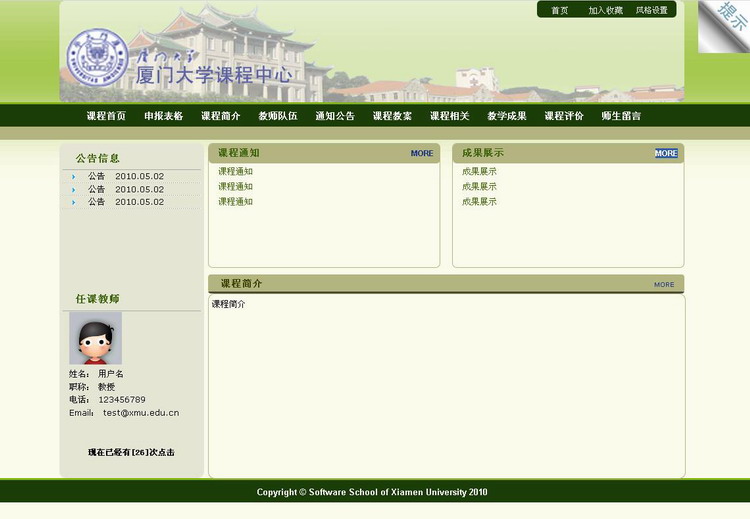 首页 加入收藏 风格设置
提示
厦门大学
厦门大学课程中心
课程首页 申报表格 课程简介 教师队伍 通知公告 课程教案 课程相关 教学成果 课程评价 师生留言
公告信息
公告 2010.05.02
公告 2010.05.02
公告 2010.05.02
课程通知 MORE
课程通知
课程通知
课程通知
成果展示 MORE
成果展示
成果展示
成果展示
任课教师
姓名: 用户名
职称: 教授
电话: 123456789
Email: test@xmu.edu.cn
现在已经有[26]次点击
课程简介 MORE
课程简介
Copyright © Software School of Xiamen University 2010